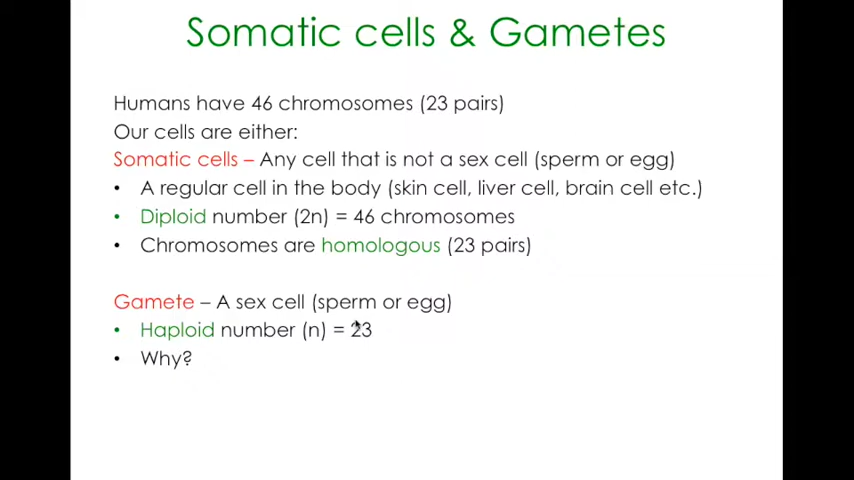 Somatic cells & Gametes
Humans have 46 chromosomes (23 pairs)
Our cells are either:
Somatic cells – Any cell that is not a sex cell (sperm or egg)
• A regular cell in the body (skin cell, liver cell, brain cell etc.)
• Diploid number (2n) = 46 chromosomes
• Chromosomes are homologous (23 pairs)
Gamete – A sex cell (sperm or egg)
• Haploid number (n) = 23
• Why?